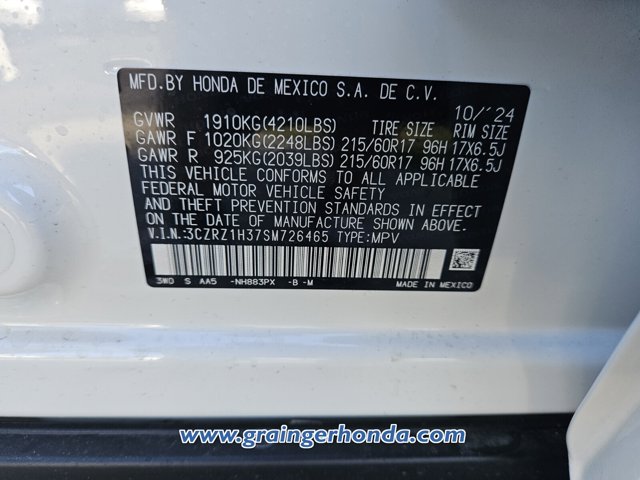 MFD.BY HONDA DE MEXICO S.A. DE C.V.
10/'24
GVWR 1910KG(4210LBS) TIRE SIZE RIM SIZE
GAWR F 1020KG(2248LBS) 215/60R17 96H 17X6.5J
GAWR R 925KG(2039LBS) 215/60R17 96H 17X6.5J
THIS VEHICLE CONFORMS TO ALL APPLICABLE
FEDERAL MOTOR VEHICLE SAFETY
AND THEFT PREVENTION STANDARDS IN EFFECT
ON THE DATE OF MANUFACTURE SHOWN ABOVE.
V.I.N.:3CZRZ1H37SM726465 TYPE:MPV
3W0 S AA5 -NH883PX -B -M MADE IN MEXICO
www.graingerhonda.com